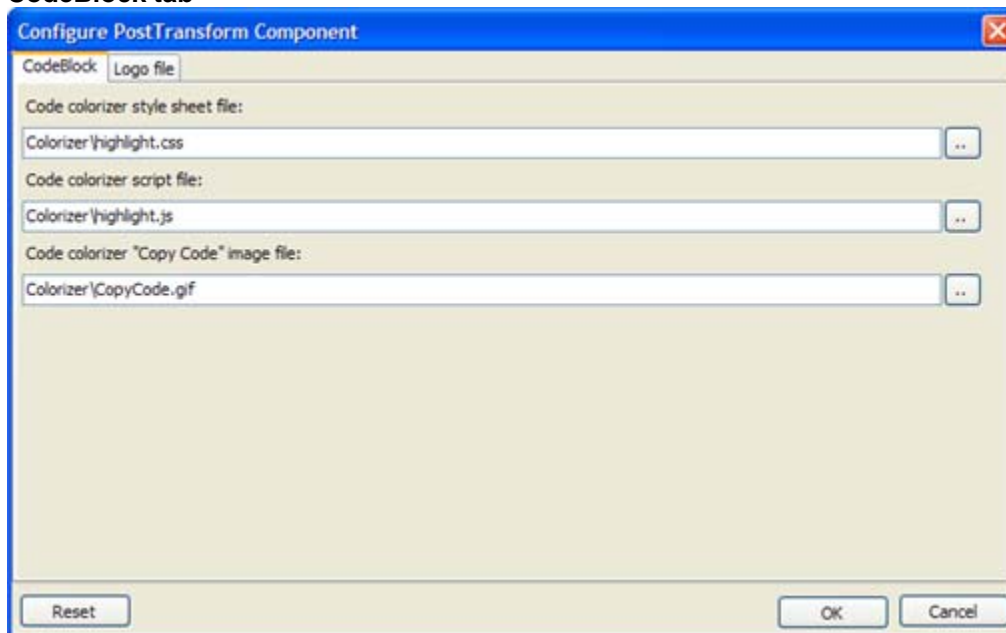 CodeBlock tab
Configure PostTransform Component
CodeBlock Logo file
Code colorizer style sheet file:
Colorizer\highlight.css ..
Code colorizer script file:
Colorizer\highlight.js ..
Code colorizer "Copy Code" image file:
Colorizer\CopyCode.gif ..
Reset OK Cancel